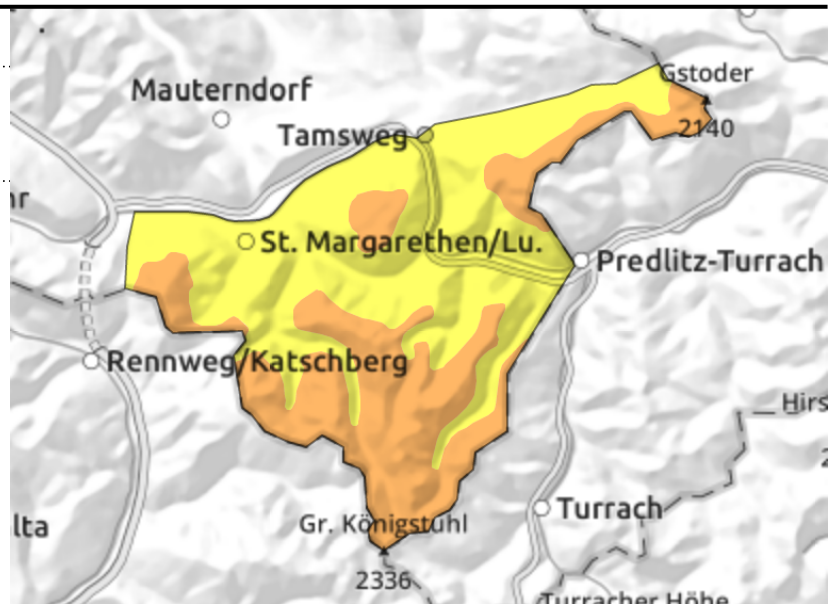 Gstoder
2140
Mauterndorf
Tamsweg
St. Margarethen/Lu.
Predlitz-Turrach
Rennweg/Katschberg
Hirs
Turrach
Gr. Königstuhl
2336
lta
Turracher Höhe